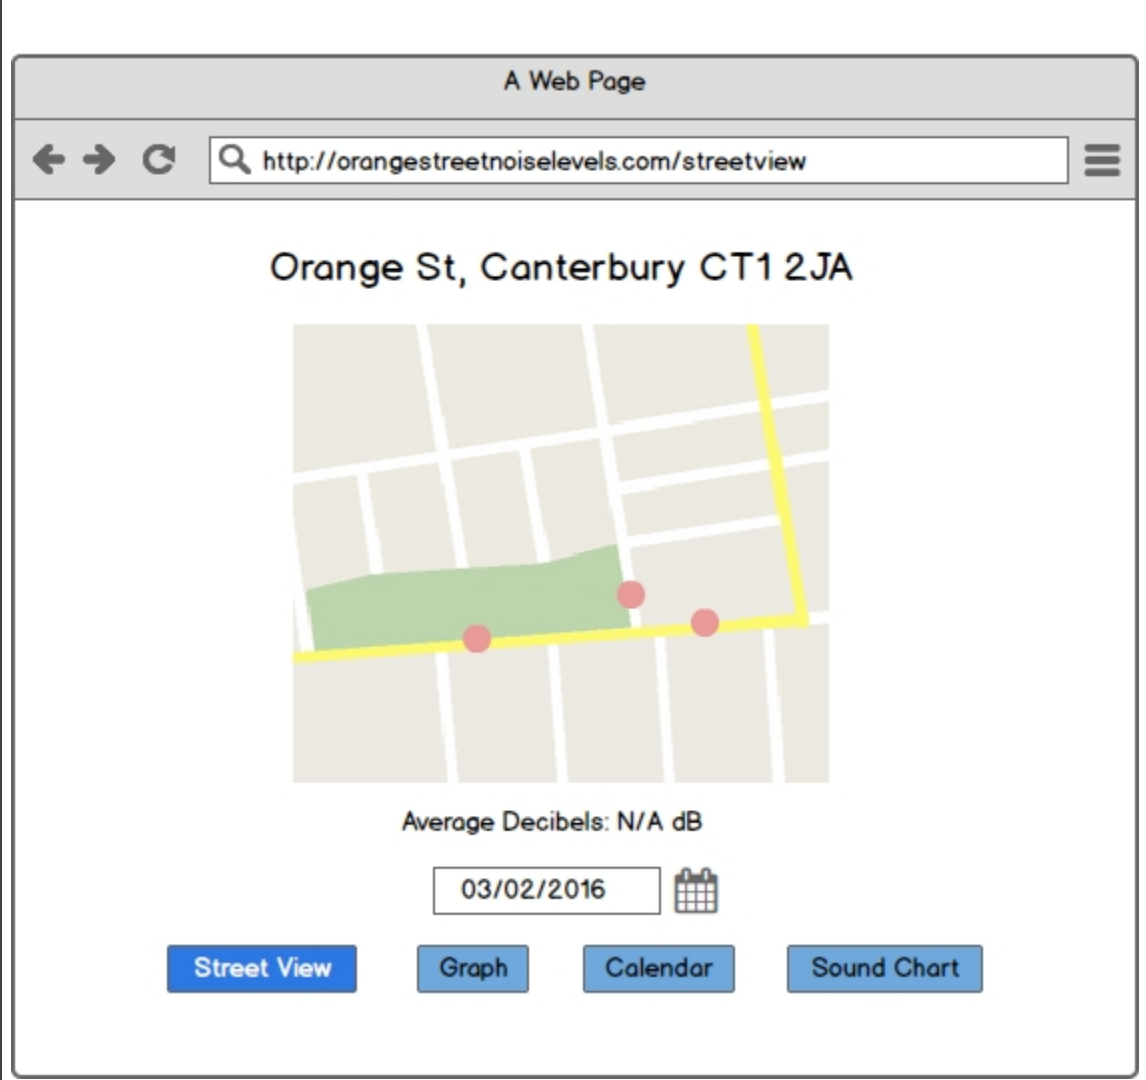 A Web Page
http://orangestreetnoiselevels.com/streetview
Orange St, Canterbury CT1 2JA
Average Decibels: N/A dB
03/02/2016
Street View
Graph
Calendar
Sound Chart